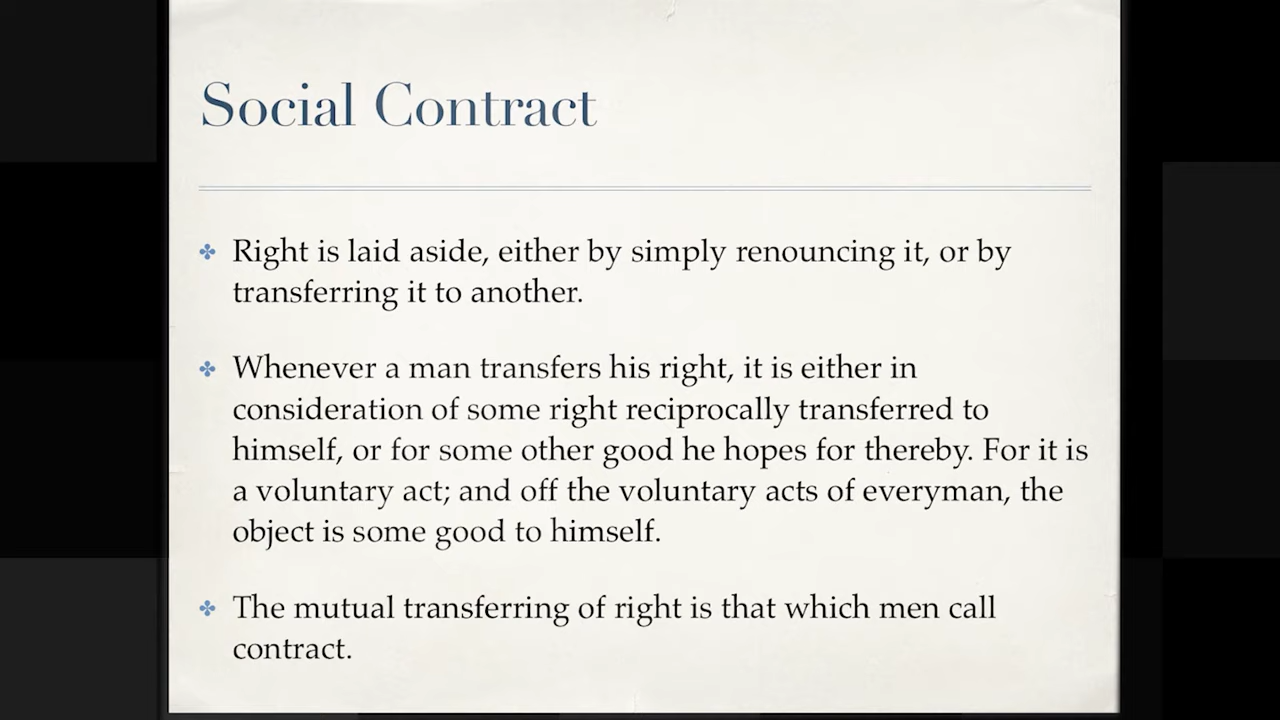 Social Contract
Right is laid aside, either by simply renouncing it, or by
transferring it to another.
Whenever a man transfers his right, it is either in
consideration of some right reciprocally transferred to
himself, or for some other good he hopes for thereby. For it is
a voluntary act; and off the voluntary acts of everyman, the
object is some good to himself.
The mutual transferring of right is that which men call
contract.